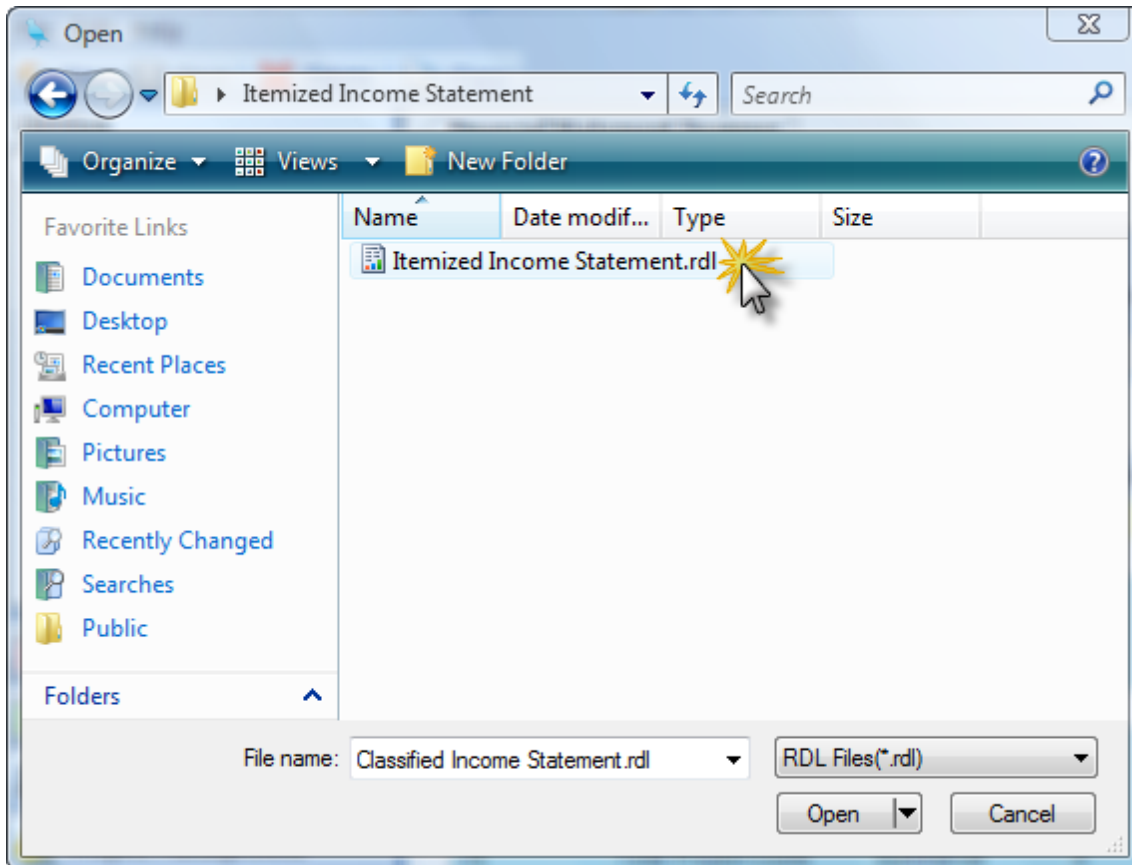 Open
Itemized Income Statement
Search
Organize Views New Folder
Favorite Links
Documents
Desktop
Recent Places
Computer
Pictures
Music
Recently Changed
Searches
Public
Folders
Name Date modif... Type Size
Itemized Income Statement.rdl
File name: Classified Income Statement.rdl RDL Files(*.rdl)
Open Cancel